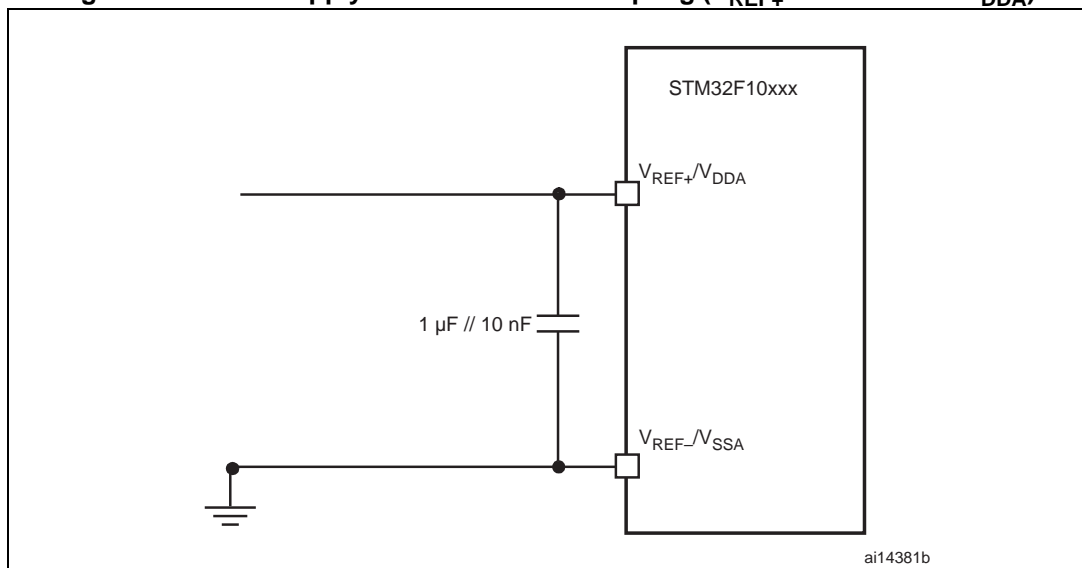 STM32F10xxx
VREF+/VDDA
1 µF // 10 nF
VREF–/VSSA
ai14381b